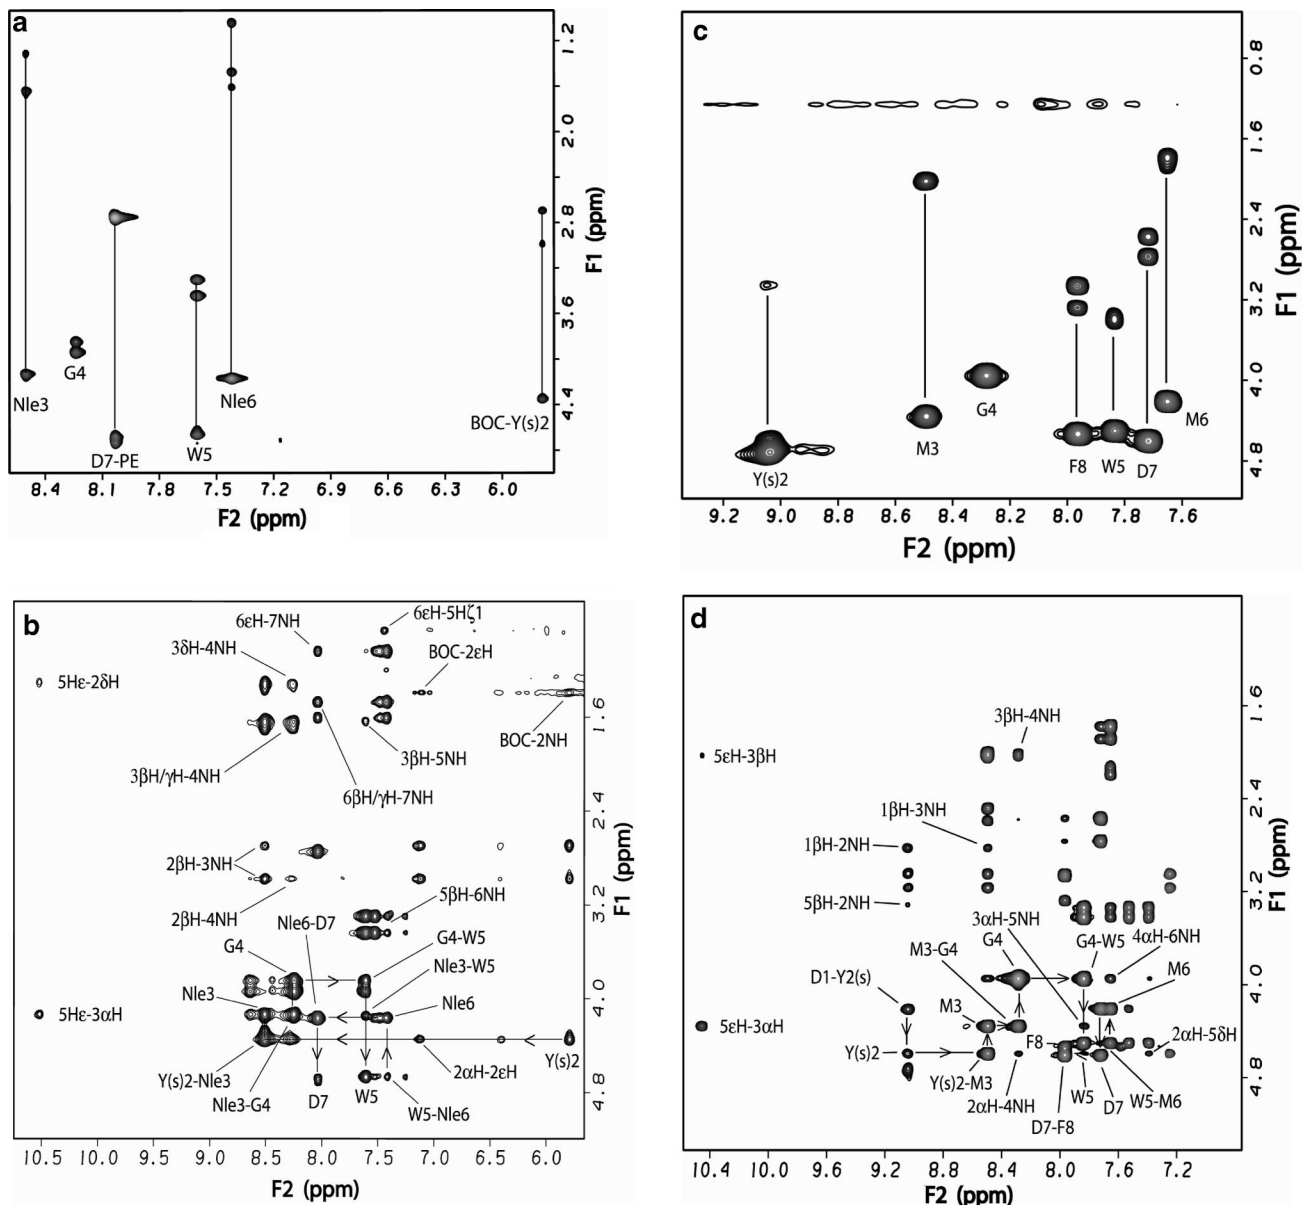 a
1.2
2.0
2.8
3.6
4.4
F1 (ppm)
Nle3
G4
D7-PE
W5
Nle6
BOC-Y(s)2
8.4 8.1 7.8 7.5 7.2 6.9 6.6 6.3 6.0
F2 (ppm)
c
0.8
1.6
2.4
3.2
4.0
4.8
F1 (ppm)
Y(s)2
M3
G4
F8
W5
D7
M6
9.2 9.0 8.8 8.6 8.4 8.2 8.0 7.8 7.6
F2 (ppm)
b
6εH-5Hζ1
6εH-7NH
3δH-4NH
BOC-2εH
5Hε-2δH
BOC-2NH
3βH-5NH
3βH/γH-4NH
6βH/γH-7NH
2βH-3NH
5βH-6NH
2βH-4NH
Nle6-D7
G4
G4-W5
Nle3-W5
Nle3
Nle6
5Hε-3αH
Y(s)2
Y(s)2-Nle3
2αH-2εH
Nle3-G4
D7
W5
W5-Nle6
1.6
2.4
3.2
4.0
4.8
F1 (ppm)
10.5 10.0 9.5 9.0 8.5 8.0 7.5 7.0 6.5 6.0
F2 (ppm)
d
3βH-4NH
5εH-3βH
1βH-3NH
1βH-2NH
5βH-2NH
3αH-5NH
4αH-6NH
G4
G4-W5
M3-G4
D1-Y2(s)
M6
M3
5εH-3αH
F8
2αH-5δH
Y(s)2
Y(s)2-M3
W5
W5-M6
2αH-4NH
D7
D7-F8
1.6
2.4
3.2
4.0
4.8
F1 (ppm)
10.4 10.0 9.6 9.2 8.8 8.4 8.0 7.6 7.2
F2 (ppm)